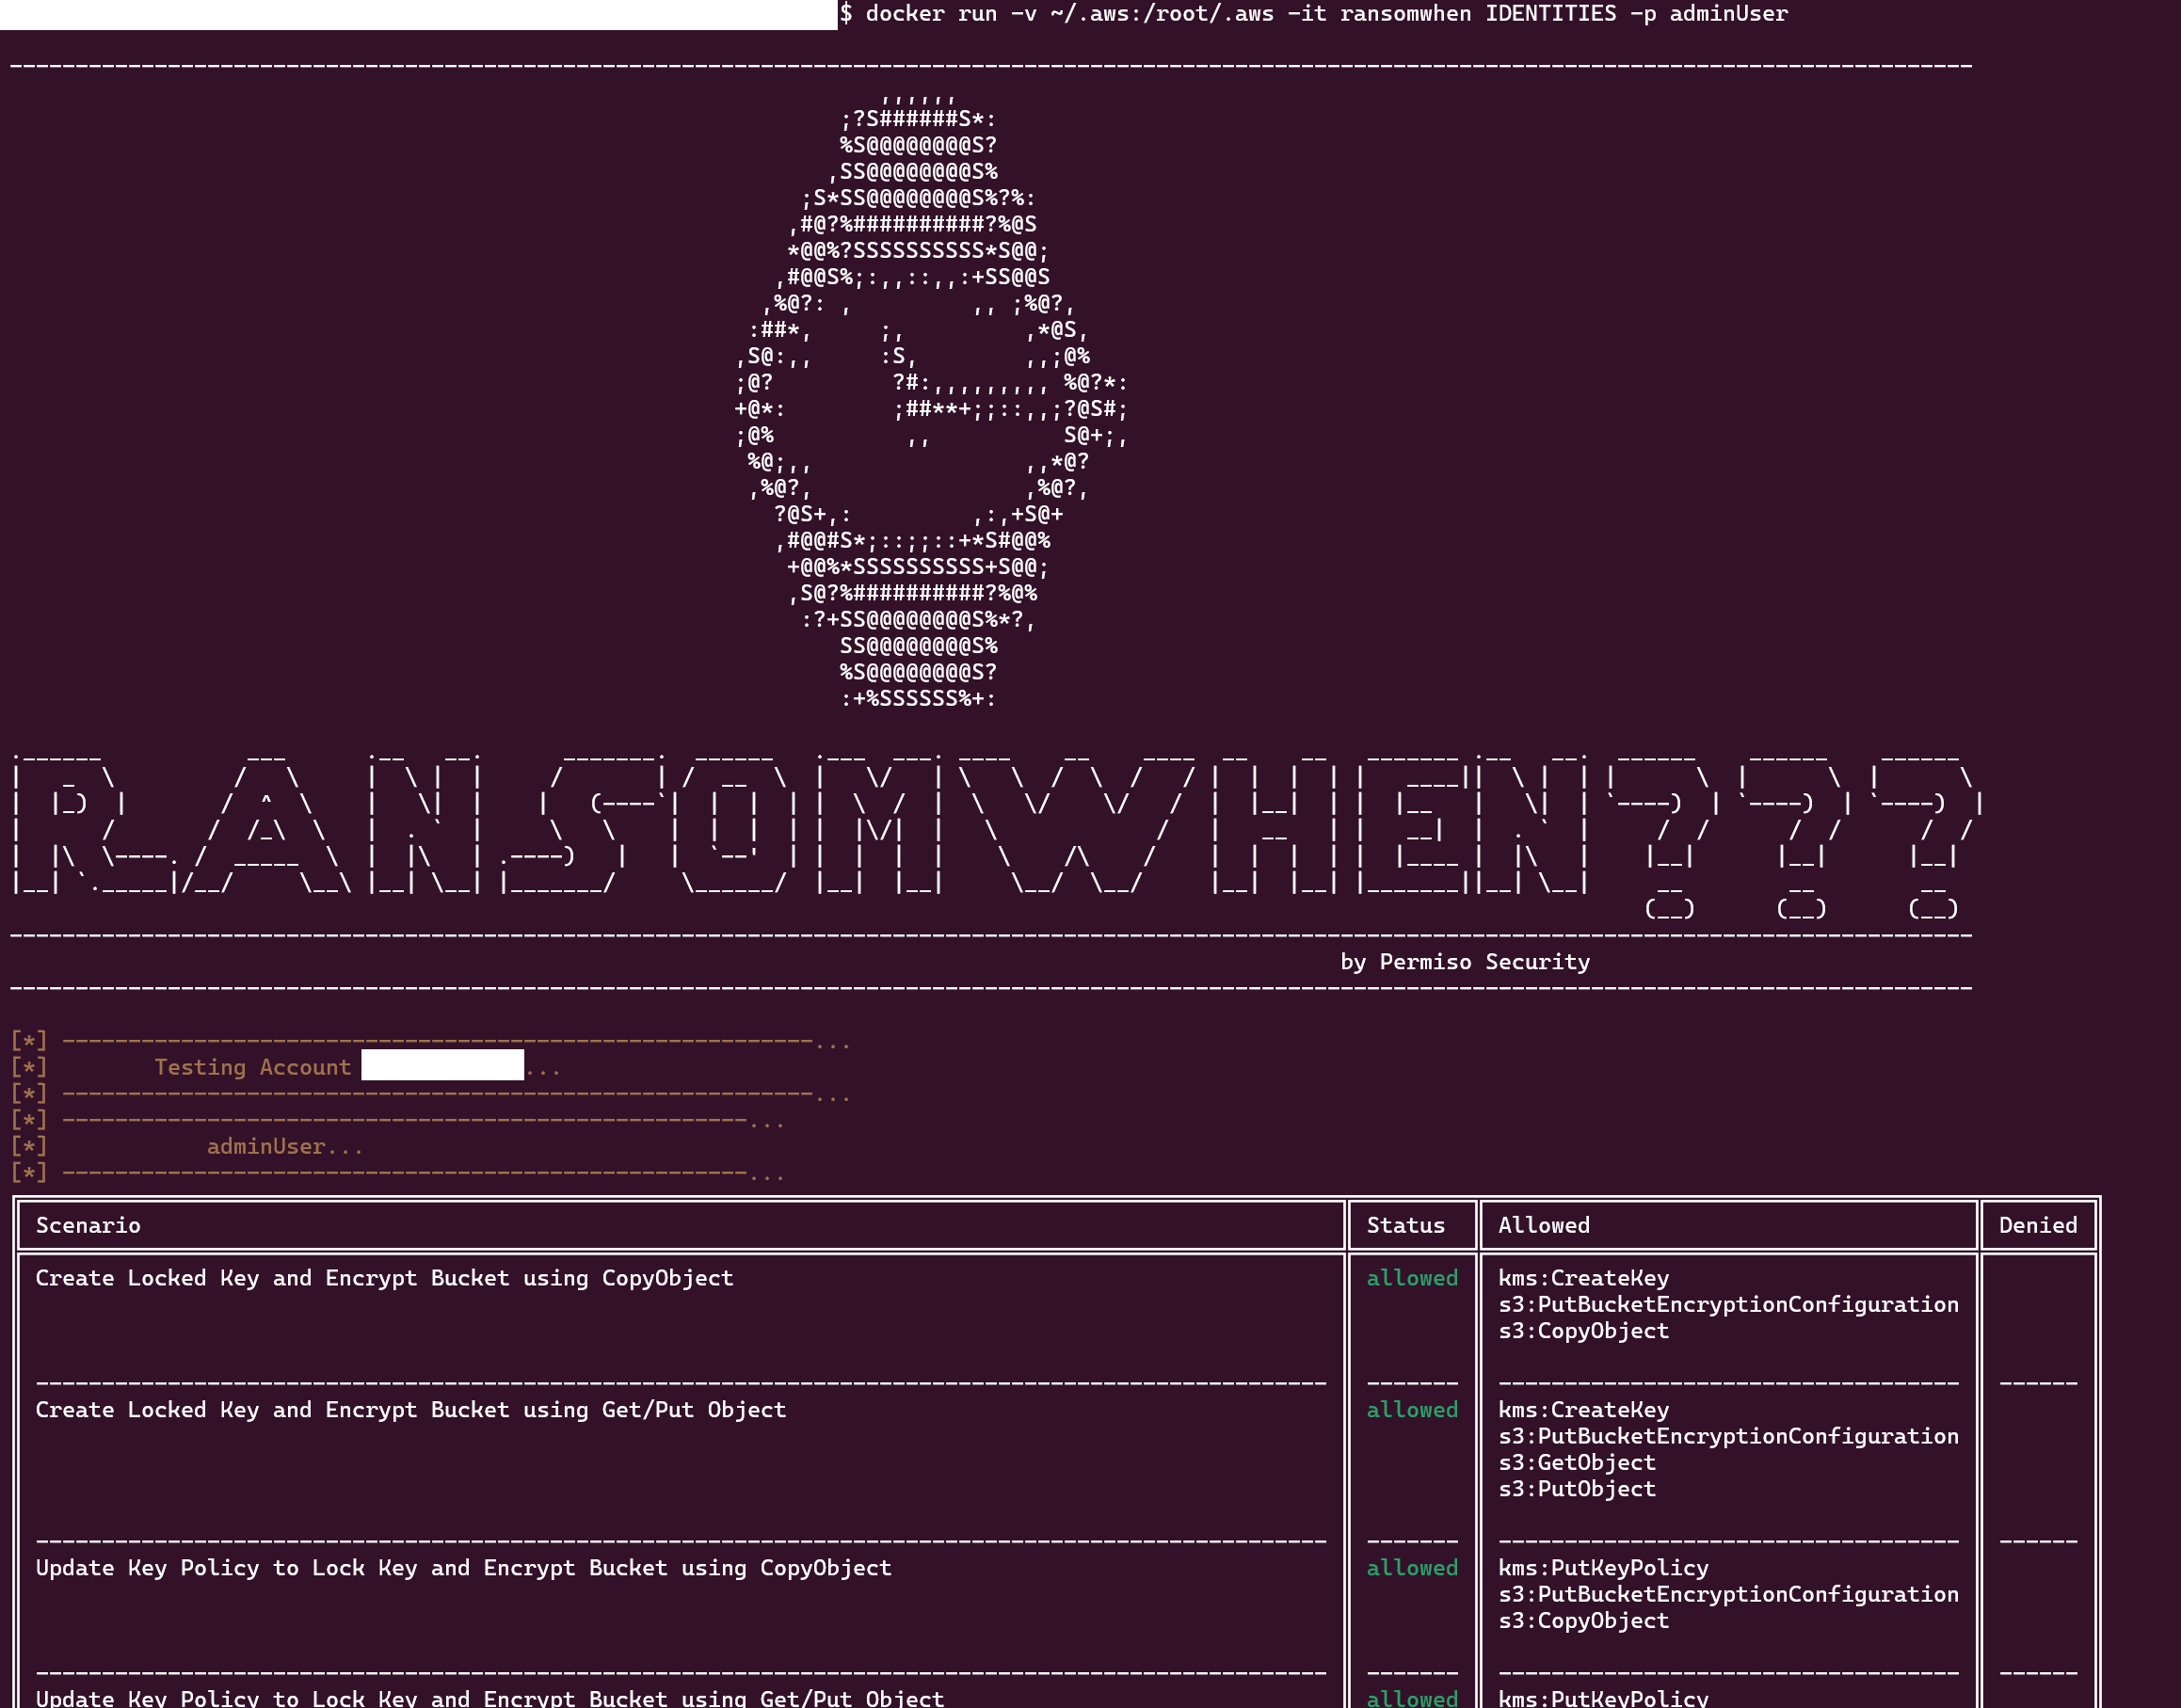 $ docker run -v ~/.aws:/root/.aws -it ransomwhen IDENTITIES -p adminUser
RANSOMWHEN???
by Permiso Security
[*] -----------------------------------------------------------...
[*] Testing Account ...
[*] -----------------------------------------------------------...
[*] ----------------------------------------------------...
[*] adminUser...
[*] ----------------------------------------------------...
Scenario Status Allowed Denied
Create Locked Key and Encrypt Bucket using CopyObject allowed kms:CreateKey
s3:PutBucketEncryptionConfiguration
s3:CopyObject
Create Locked Key and Encrypt Bucket using Get/Put Object allowed kms:CreateKey
s3:PutBucketEncryptionConfiguration
s3:GetObject
s3:PutObject
Update Key Policy to Lock Key and Encrypt Bucket using CopyObject allowed kms:PutKeyPolicy
s3:PutBucketEncryptionConfiguration
s3:CopyObject
Update Key Policy to Lock Key and Encrypt Bucket using Get/Put Object allowed kms:PutKeyPolicy